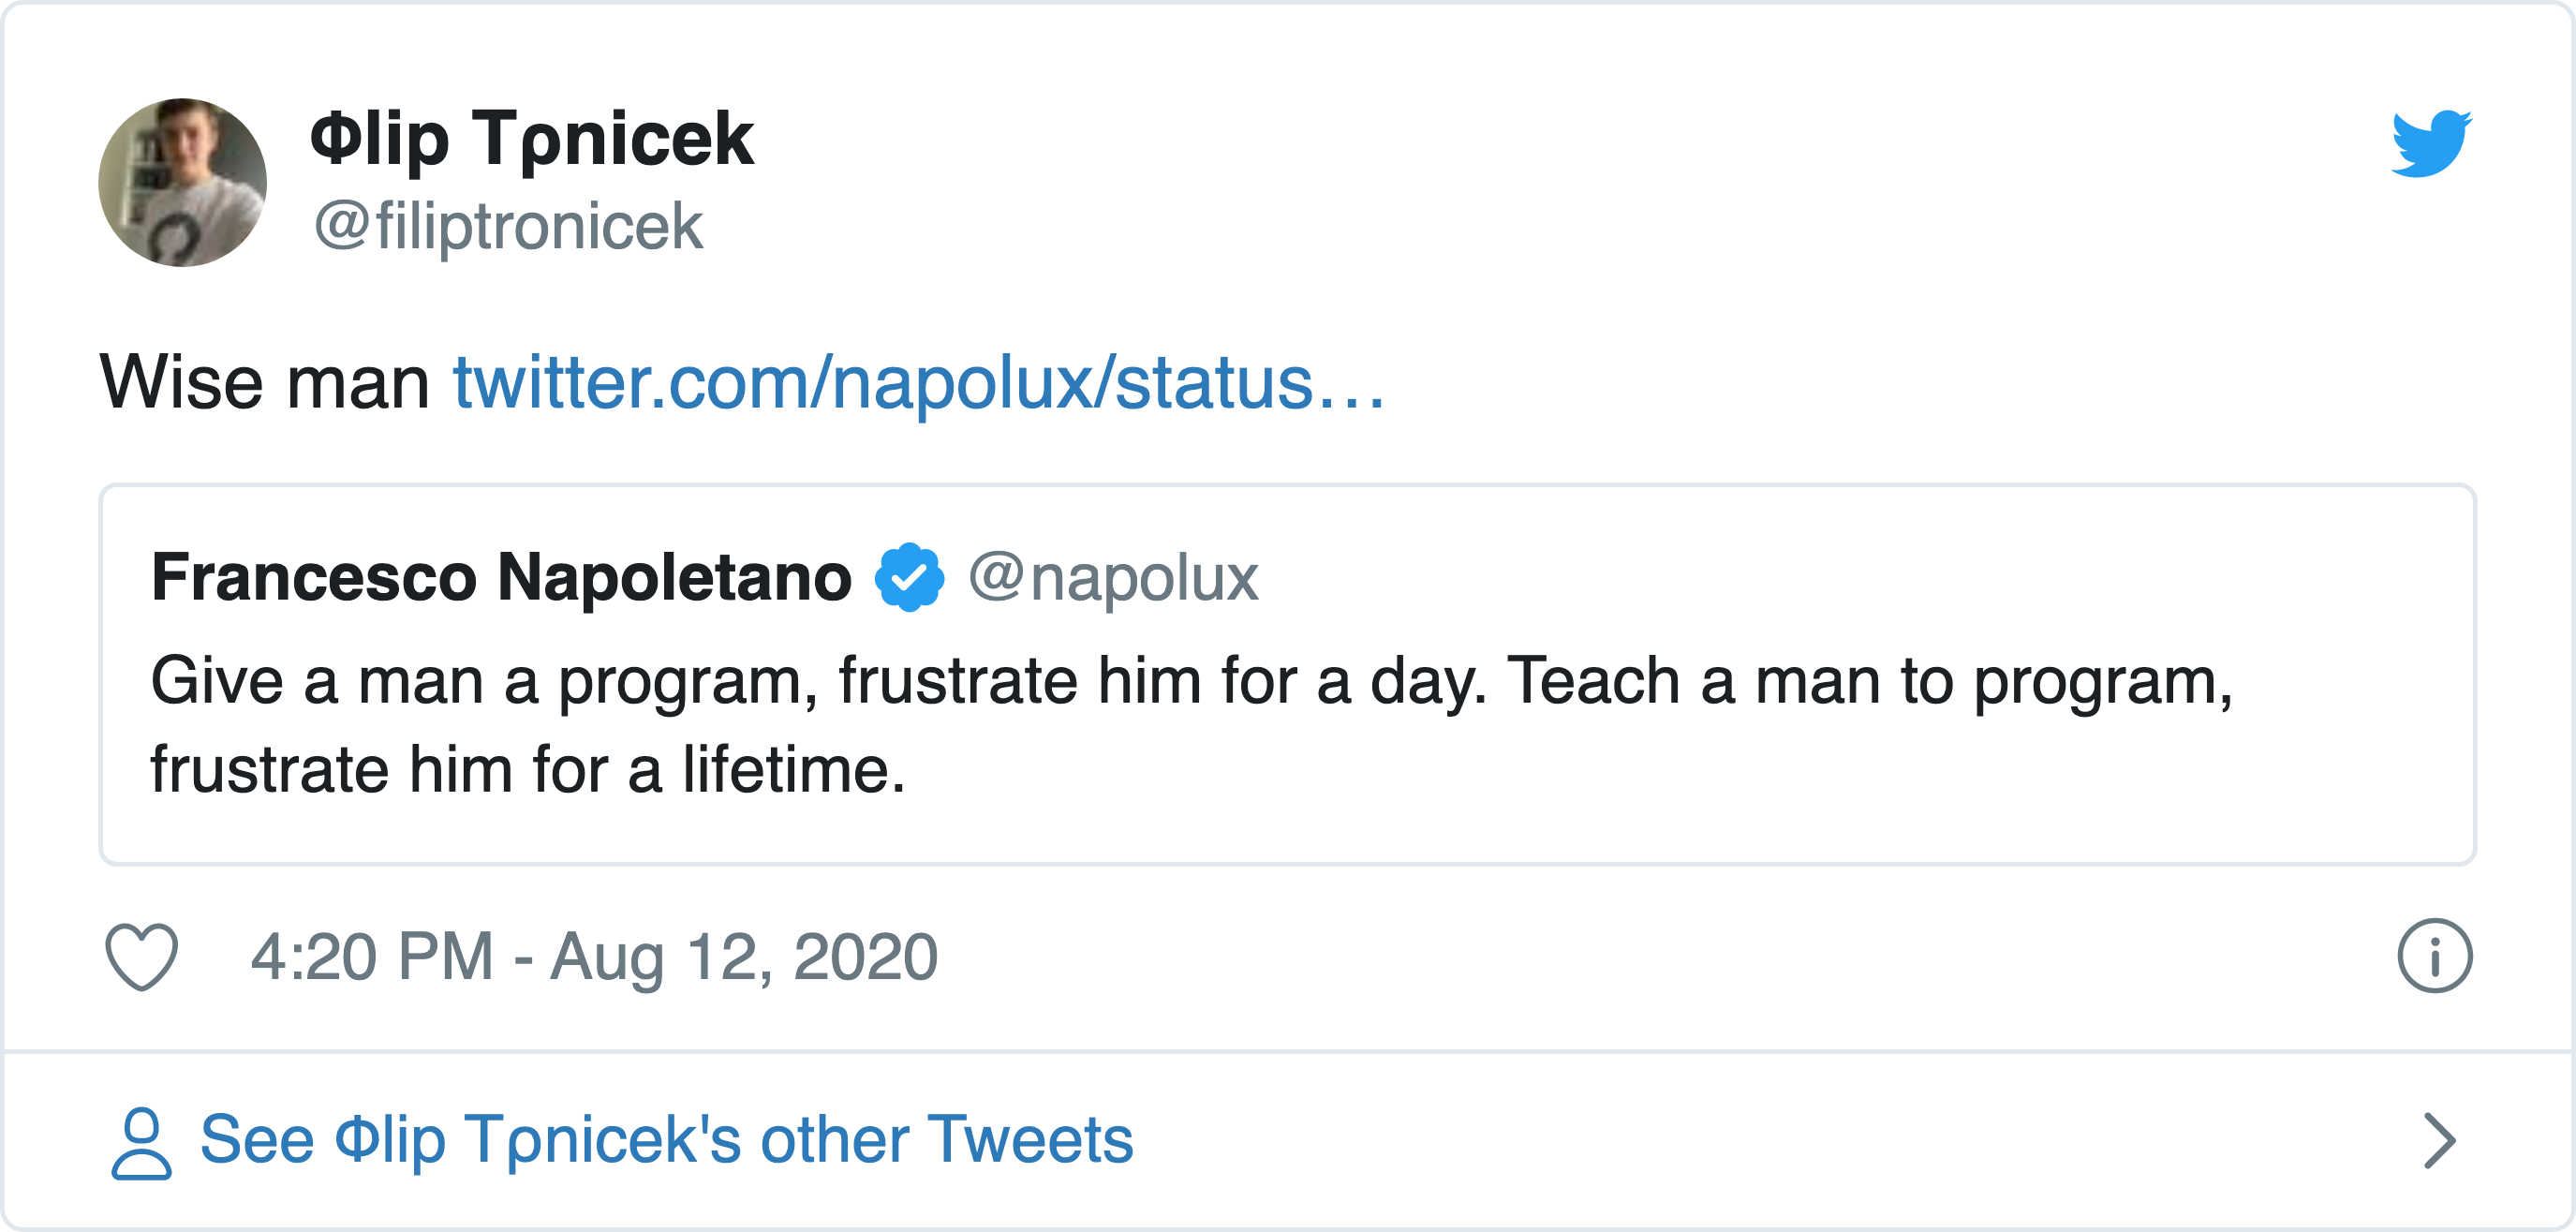 Φlip Tρnicek
@filiptronicek
Wise man twitter.com/napolux/status…
Francesco Napoletano @napolux
Give a man a program, frustrate him for a day. Teach a man to program,
frustrate him for a lifetime.
4:20 PM - Aug 12, 2020
See Φlip Tρnicek's other Tweets